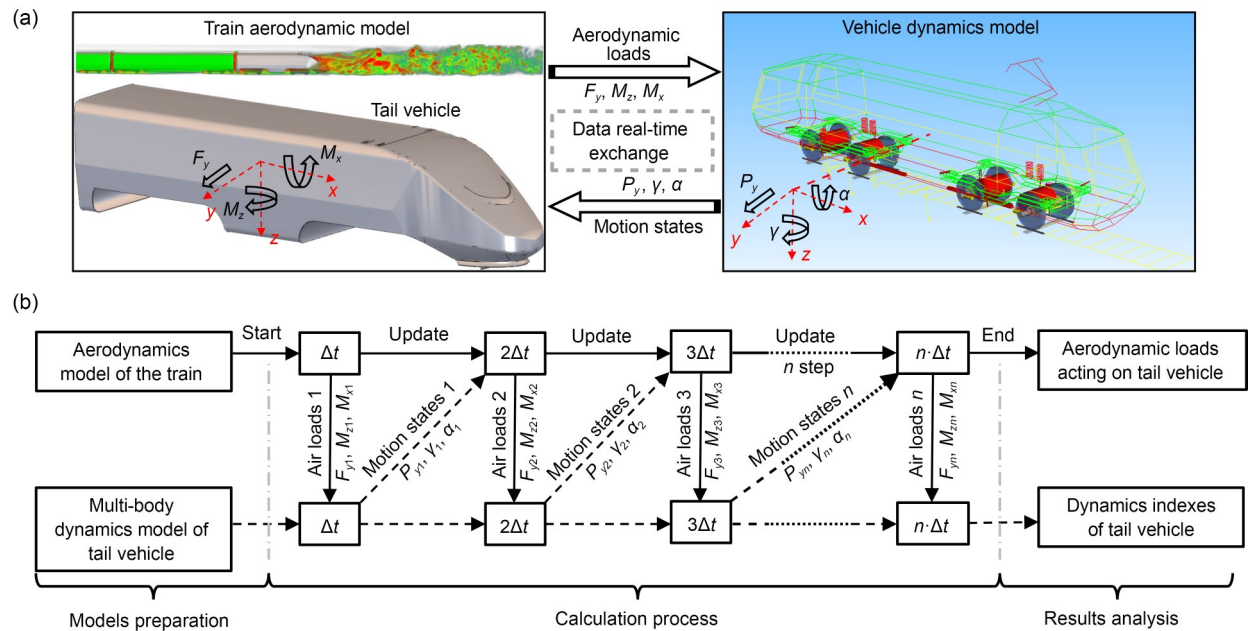 (a)
Train aerodynamic model
Tail vehicle
F_y
M_x
x
y
M_z
z
Aerodynamic
loads
F_y, M_z, M_x
Data real-time
exchange
P_y, γ, α
Motion states
Vehicle dynamics model
P_y
α
x
y
γ
z
(b)
Aerodynamics
model of the train
Start
Δt
Update
2Δt
Update
3Δt
Update
n step
n·Δt
End
Aerodynamic loads
acting on tail vehicle
Air loads 1
F_y1, M_z1, M_x1
Motion states 1
P_y1, γ_1, α_1
Air loads 2
F_y2, M_z2, M_x2
Motion states 2
P_y2, γ_2, α_2
Air loads 3
F_y3, M_z3, M_x3
Motion states n
P_yn, γ_n, α_n
Air loads n
F_yn, M_zn, M_xn
Multi-body
dynamics model of
tail vehicle
Δt
2Δt
3Δt
n·Δt
Dynamics indexes
of tail vehicle
Models preparation
Calculation process
Results analysis